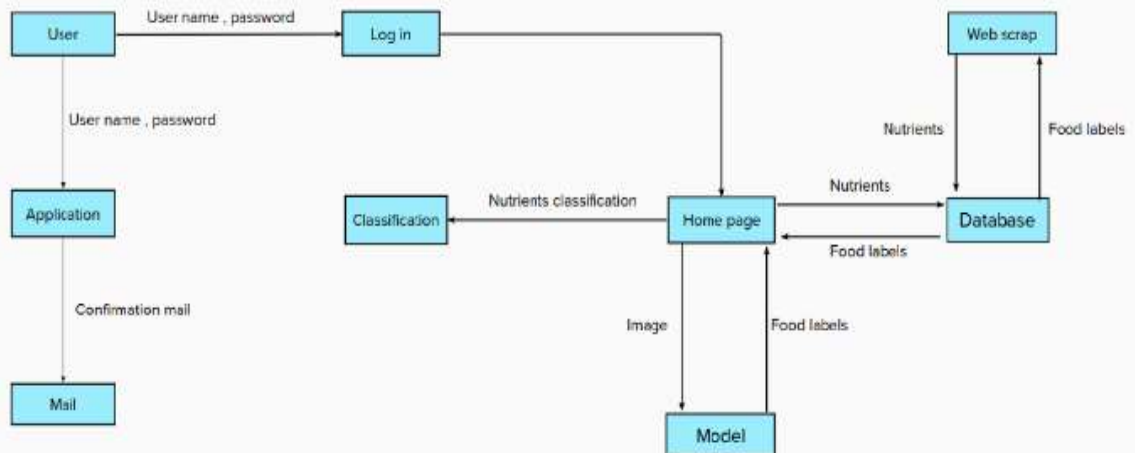 User name , password
User
Log in
Web scrap
User name , password
Nutrients
Food labels
Application
Nutrients classification
Classification
Home page
Nutrients
Database
Food labels
Confirmation mail
Image
Food labels
Mail
Model